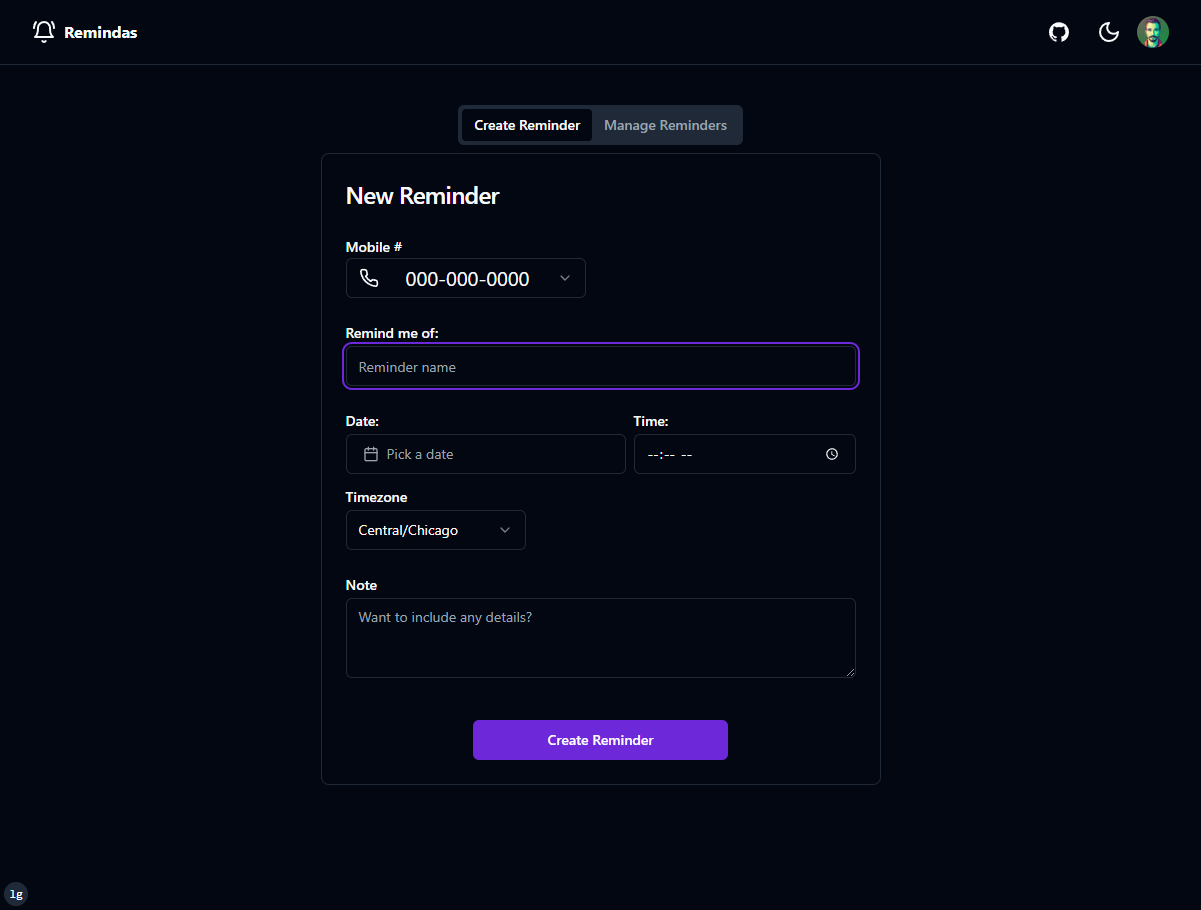 Remindas
Create Reminder Manage Reminders
New Reminder
Mobile #
000-000-0000
Remind me of:
Reminder name
Date: Time:
Pick a date --:-- --
Timezone
Central/Chicago
Note
Want to include any details?
Create Reminder
lg